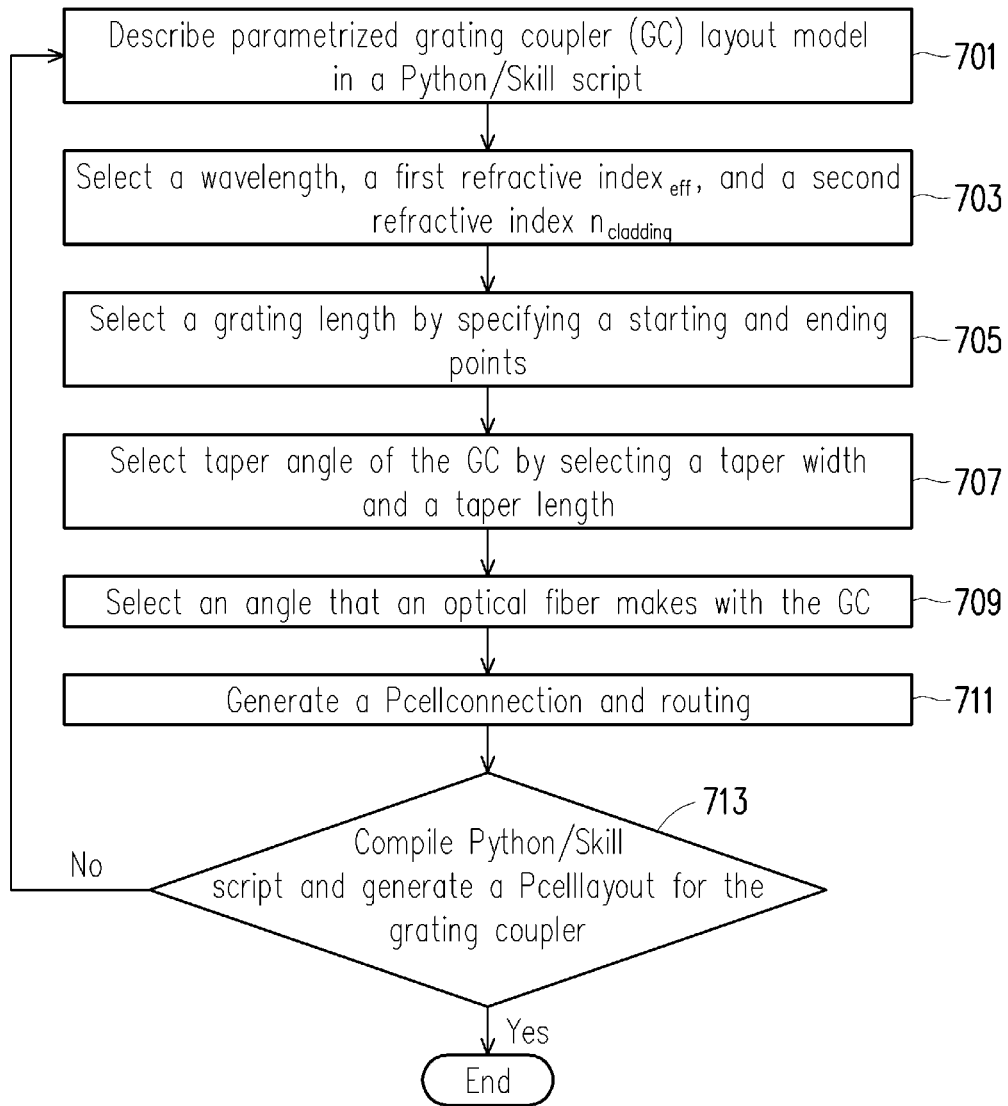 Describe parametrized grating coupler (GC) layout model
in a Python/Skill script
701
Select a wavelength, a first refractive index eff, and a second
refractive index n cladding
703
Select a grating length by specifying a starting and ending
points
705
Select taper angle of the GC by selecting a taper width
and a taper length
707
Select an angle that an optical fiber makes with the GC
709
Generate a Pcellconnection and routing
711
713
Compile Python/Skill
script and generate a Pcelllayout for the
grating coupler
No
Yes
End